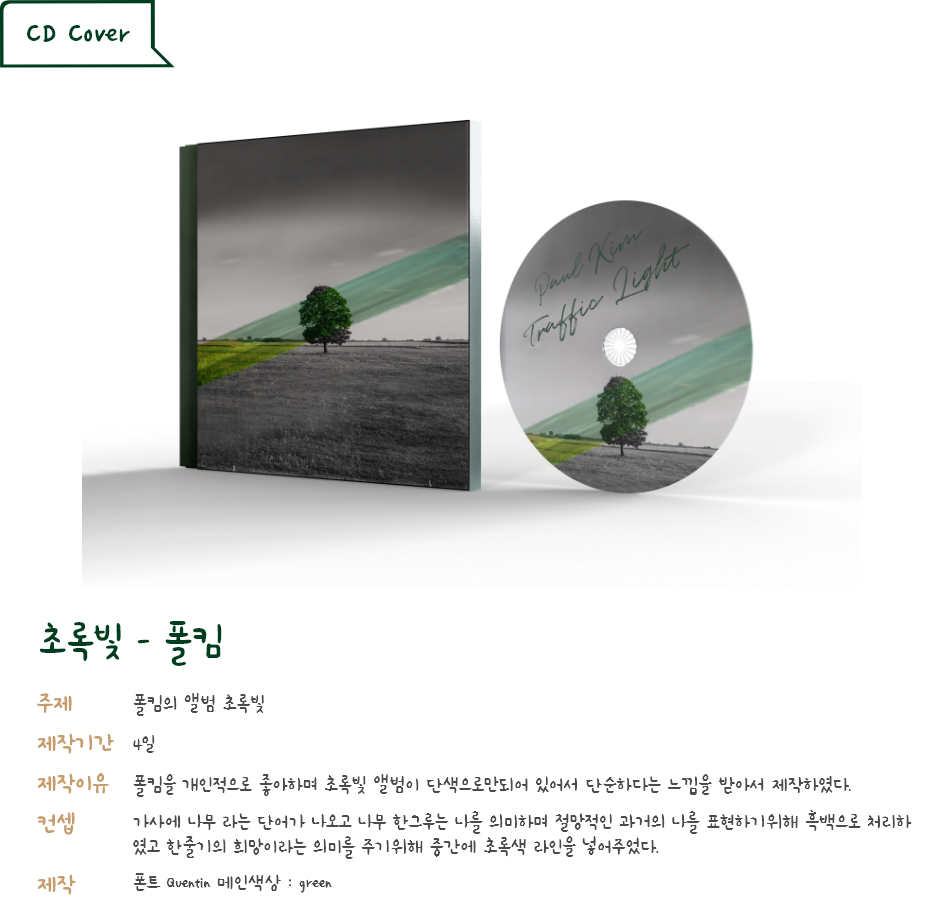 CD Cover
Paul Kim
Traffic Light
초록빛 - 폴킴
주제 폴킴의 앨범 초록빛
제작기간 4일
제작이유 폴킴을 개인적으로 좋아하며 초록빛 앨범이 단색으로만되어 있어서 단순하다는 느낌을 받아서 제작하였다.
컨셉 가사에 나무 라는 단어가 나오고 나무 한그루는 나를 의미하며 절망적인 과거의 나를 표현하기위해 흑백으로 처리하
였고 한줄기의 희망이라는 의미를 주기위해 중간에 초록색 라인을 넣어주었다.
제작 폰트 Quentin 메인색상 : green